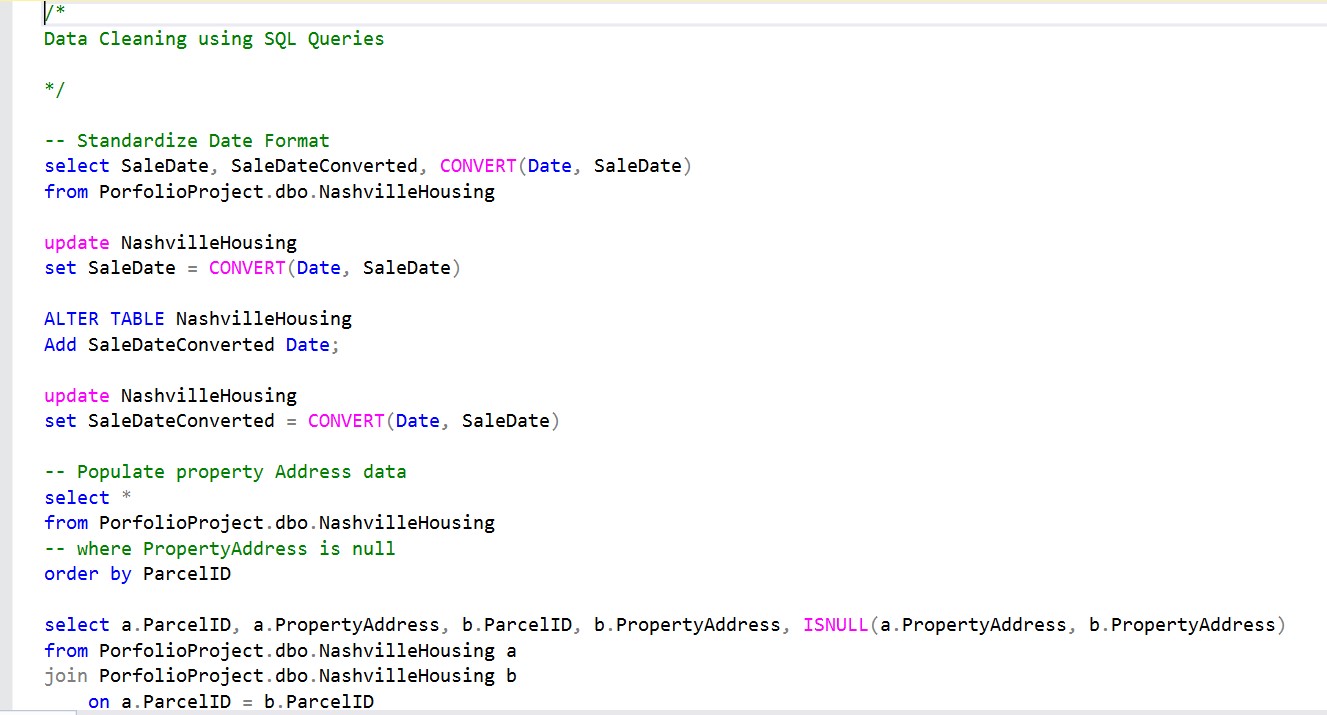 /*
Data Cleaning using SQL Queries
*/
-- Standardize Date Format
select SaleDate, SaleDateConverted, CONVERT(Date, SaleDate)
from PorfolioProject.dbo.NashvilleHousing
update NashvilleHousing
set SaleDate = CONVERT(Date, SaleDate)
ALTER TABLE NashvilleHousing
Add SaleDateConverted Date;
update NashvilleHousing
set SaleDateConverted = CONVERT(Date, SaleDate)
-- Populate property Address data
select *
from PorfolioProject.dbo.NashvilleHousing
-- where PropertyAddress is null
order by ParcelID
select a.ParcelID, a.PropertyAddress, b.ParcelID, b.PropertyAddress, ISNULL(a.PropertyAddress, b.PropertyAddress)
from PorfolioProject.dbo.NashvilleHousing a
join PorfolioProject.dbo.NashvilleHousing b
on a.ParcelID = b.ParcelID